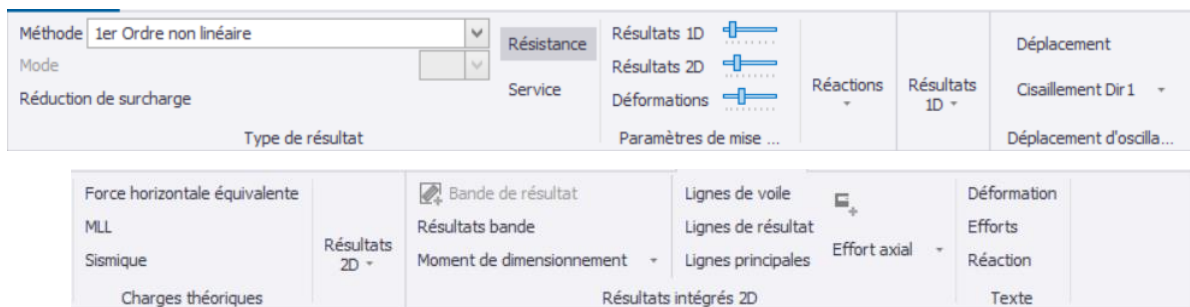 Méthode 1er Ordre non linéaire
Mode
Réduction de surcharge
Type de résultat
Résistance
Service
Résultats 1D
Résultats 2D
Déformations
Paramètres de mise ...
Réactions
Résultats
1D
Déplacement
Cisaillement Dir1
Déplacement d'oscilla...
Force horizontale équivalente
MLL
Sismique
Charges théoriques
Résultats
2D
Bande de résultat
Résultats bande
Moment de dimensionnement
Lignes de voile
Lignes de résultat
Lignes principales
Effort axial
Résultats intégrés 2D
Déformation
Efforts
Réaction
Texte